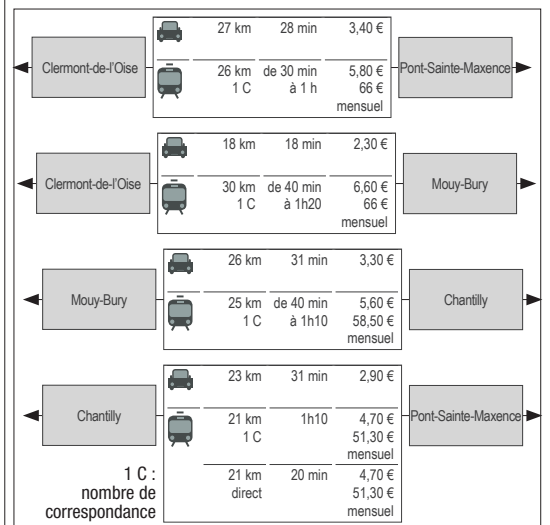 27 km 28 min 3,40 €
Clermont-de-l'Oise
26 km de 30 min 5,80 €
Pont-Sainte-Maxence
1 C à 1 h 66 €
mensuel
18 km 18 min 2,30 €
Clermont-de-l'Oise
30 km de 40 min 6,60 €
Mouy-Bury
1 C à 1h20 66 €
mensuel
26 km 31 min 3,30 €
Mouy-Bury
25 km de 40 min 5,60 €
Chantilly
1 C à 1h10 58,50 €
mensuel
23 km 31 min 2,90 €
Chantilly
21 km 1h10 4,70 €
Pont-Sainte-Maxence
1 C 51,30 €
mensuel
21 km 20 min 4,70 €
direct 51,30 €
mensuel
1 C :
nombre de
correspondance